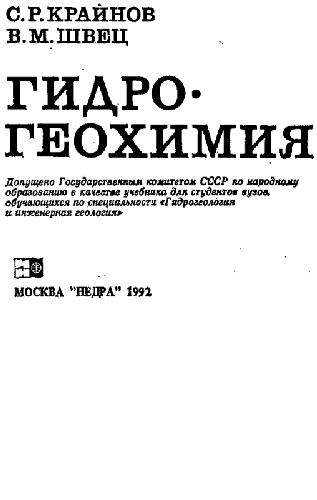 С.Р.КРАЙНОВ
В.М.ШВЕЦ
ГИДРО·
ГЕОХИМИЯ
Допущено Государственным комитетом СССР по народному
образованию в качестве учебника для студентов вузов,
обучающихся по специальности «Гидрогеология
и инженерная геология»
МОСКВА "НЕДРА" 1992